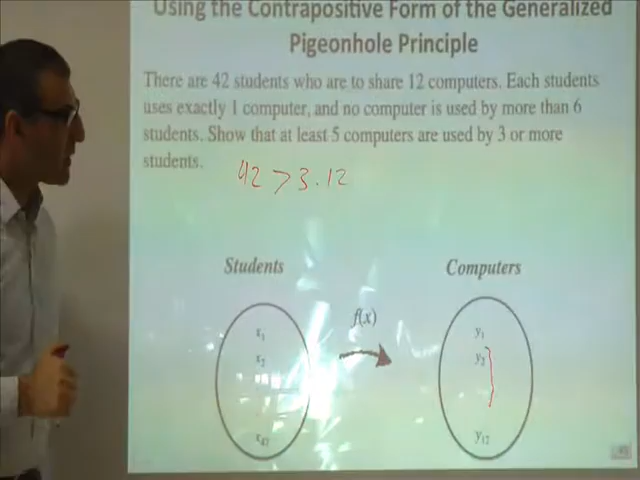 Using the Contrapositive Form of the Generalized
Pigeonhole Principle
There are 42 students who are to share 12 computers. Each students
uses exactly 1 computer, and no computer is used by more than 6
students. Show that at least 5 computers are used by 3 or more
students.
42 > 3.12
Students
Computers
f(x)
x₁
y₁
x₂
y₂
x₄₂
y₁₂